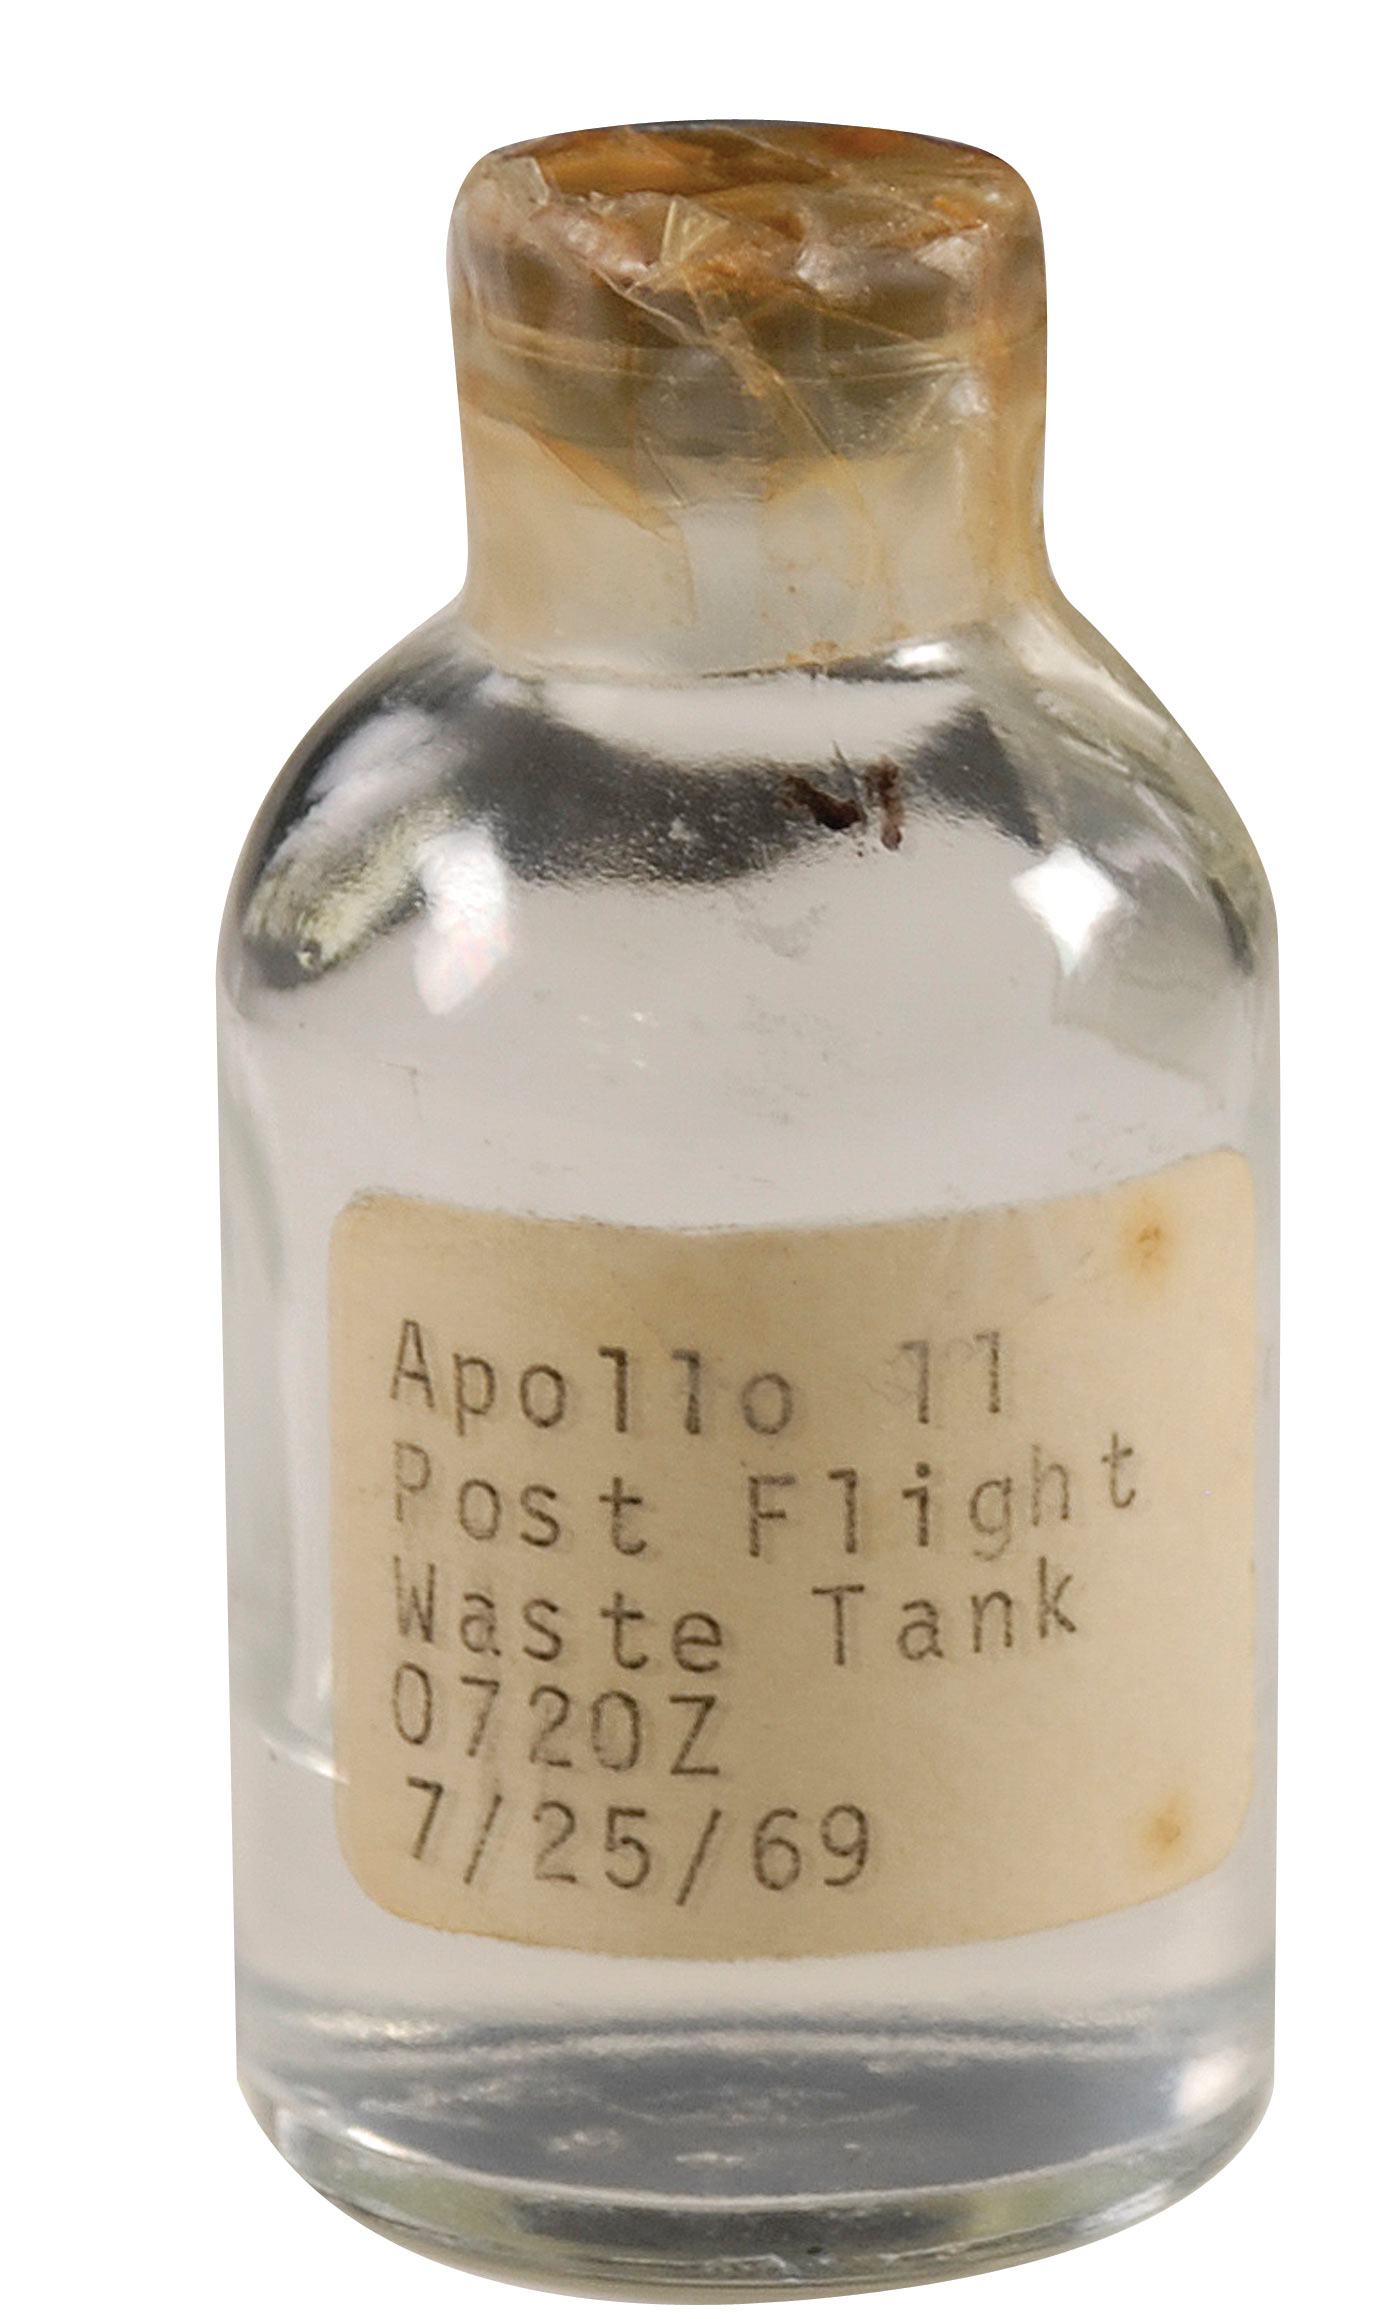 Apollo 11
Post Flight
Waste Tank
0720Z
7/25/69